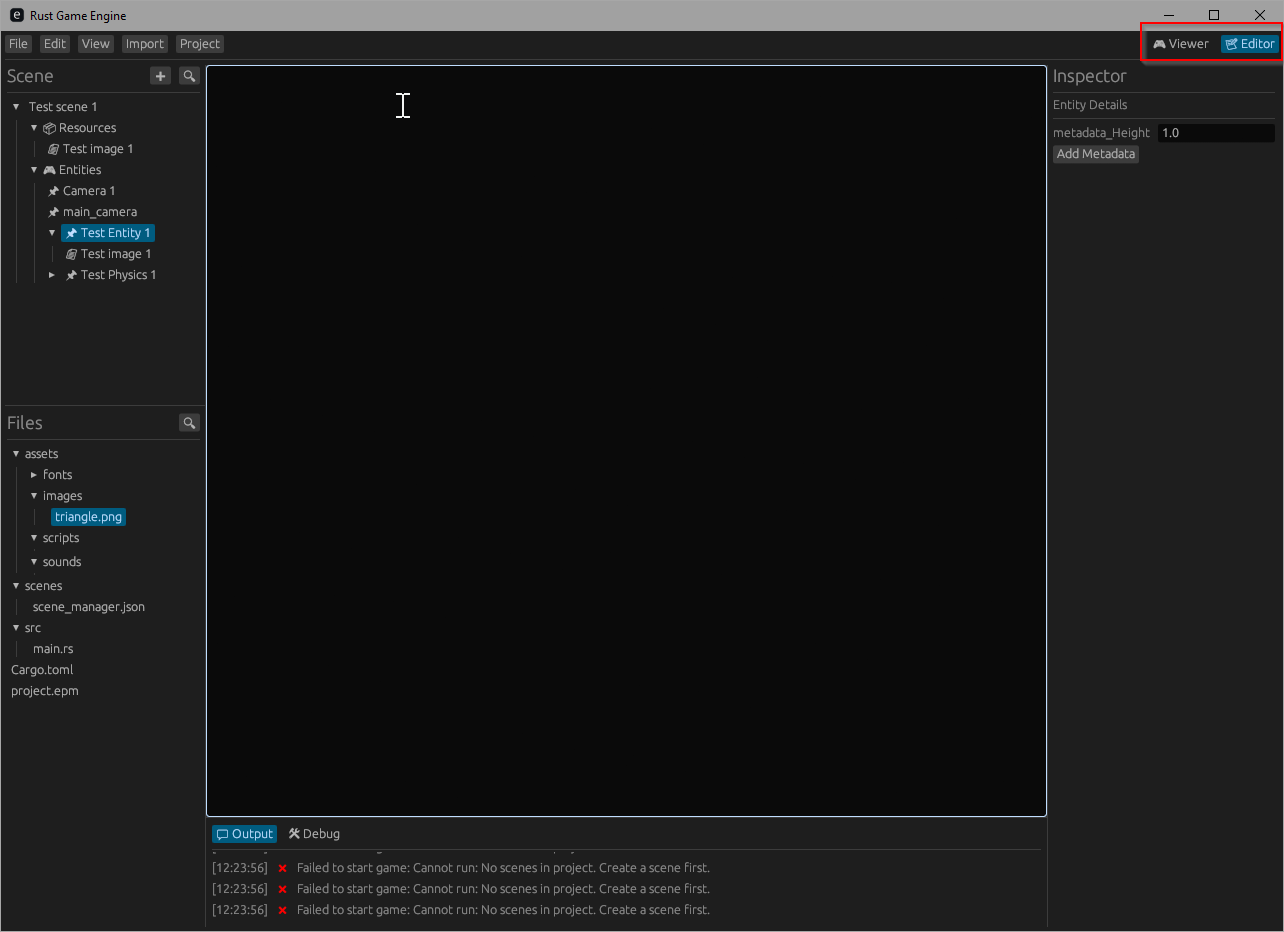 Rust Game Engine
File Edit View Import Project
Viewer Editor
Scene
Test scene 1
Resources
Test image 1
Entities
Camera 1
main_camera
Test Entity 1
Test image 1
Test Physics 1
Files
assets
fonts
images
triangle.png
scripts
sounds
scenes
scene_manager.json
src
main.rs
Cargo.toml
project.epm
Output Debug
[12:23:56] Failed to start game: Cannot run: No scenes in project. Create a scene first.
[12:23:56] Failed to start game: Cannot run: No scenes in project. Create a scene first.
[12:23:56] Failed to start game: Cannot run: No scenes in project. Create a scene first.
Inspector
Entity Details
metadata_Height 1.0
Add Metadata